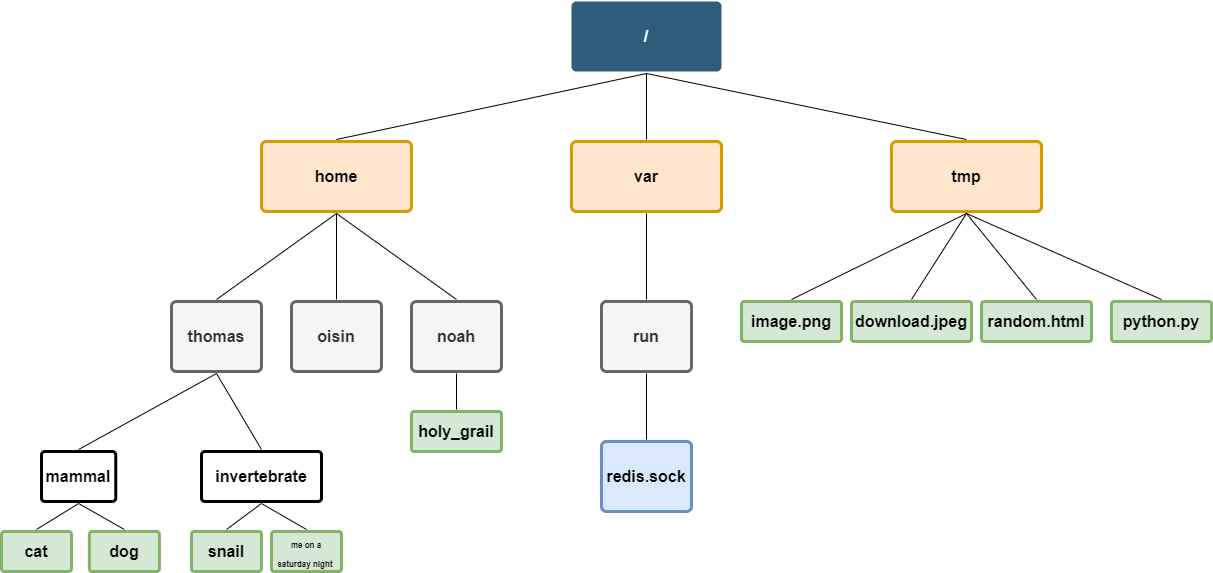 /
home
var
tmp
thomas
oisin
noah
run
image.png
download.jpeg
random.html
python.py
holy_grail
mammal
invertebrate
redis.sock
cat
dog
snail
me on a
saturday night